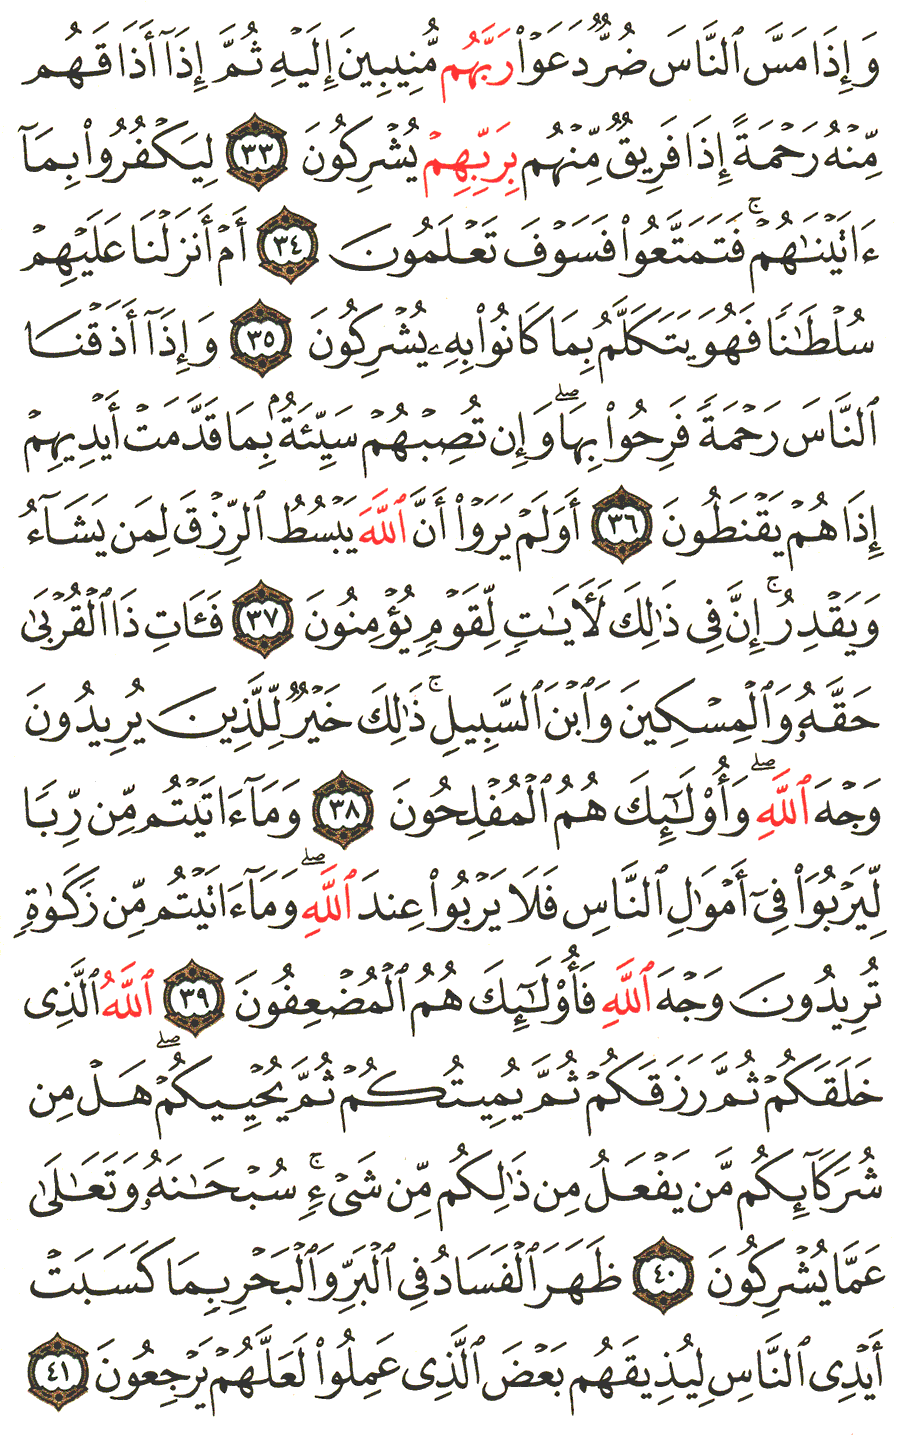 وَإِذَا مَسَّ ٱلنَّاسَ ضُرٌّ دَعَوْا۟ رَبَّهُم مُّنِيبِينَ إِلَيْهِ ثُمَّ إِذَآ أَذَاقَهُم
مِّنْهُ رَحْمَةً إِذَا فَرِيقٌ مِّنْهُم بِرَبِّهِمْ يُشْرِكُونَ ٣٣ لِيَكْفُرُوا۟ بِمَآ
ءَاتَيْنَٰهُمْ ۚ فَتَمَتَّعُوا۟ فَسَوْفَ تَعْلَمُونَ ٣٤ أَمْ أَنزَلْنَا عَلَيْهِمْ
سُلْطَٰنًا فَهُوَ يَتَكَلَّمُ بِمَا كَانُوا۟ بِهِۦ يُشْرِكُونَ ٣٥ وَإِذَآ أَذَقْنَا
ٱلنَّاسَ رَحْمَةً فَرِحُوا۟ بِهَا ۖ وَإِن تُصِبْهُمْ سَيِّئَةٌۢ بِمَا قَدَّمَتْ أَيْدِيهِمْ
إِذَا هُمْ يَقْنَطُونَ ٣٦ أَوَلَمْ يَرَوْا۟ أَنَّ ٱللَّهَ يَبْسُطُ ٱلرِّزْقَ لِمَن يَشَآءُ
وَيَقْدِرُ ۚ إِنَّ فِى ذَٰلِكَ لَءَايَٰتٍ لِّقَوْمٍ يُؤْمِنُونَ ٣٧ فَـَٔاتِ ذَا ٱلْقُرْبَىٰ
حَقَّهُۥ وَٱلْمِسْكِينَ وَٱبْنَ ٱلسَّبِيلِ ۚ ذَٰلِكَ خَيْرٌ لِّلَّذِينَ يُرِيدُونَ
وَجْهَ ٱللَّهِ ۖ وَأُو۟لَٰٓئِكَ هُمُ ٱلْمُفْلِحُونَ ٣٨ وَمَآ ءَاتَيْتُم مِّن رِّبًا
لِّيَرْبُوَا۟ فِىٓ أَمْوَٰلِ ٱلنَّاسِ فَلَا يَرْبُوا۟ عِندَ ٱللَّهِ ۖ وَمَآ ءَاتَيْتُم مِّن زَكَوٰةٍ
تُرِيدُونَ وَجْهَ ٱللَّهِ فَأُو۟لَٰٓئِكَ هُمُ ٱلْمُضْعِفُونَ ٣٩ ٱللَّهُ ٱلَّذِى
خَلَقَكُمْ ثُمَّ رَزَقَكُمْ ثُمَّ يُمِيتُكُمْ ثُمَّ يُحْيِيكُمْ ۖ هَلْ مِن
شُرَكَآئِكُم مَّن يَفْعَلُ مِن ذَٰلِكُم مِّن شَىْءٍ ۚ سُبْحَٰنَهُۥ وَتَعَٰلَىٰ
عَمَّا يُشْرِكُونَ ٤٠ ظَهَرَ ٱلْفَسَادُ فِى ٱلْبَرِّ وَٱلْبَحْرِ بِمَا كَسَبَتْ
أَيْدِى ٱلنَّاسِ لِيُذِيقَهُم بَعْضَ ٱلَّذِى عَمِلُوا۟ لَعَلَّهُمْ يَرْجِعُونَ ٤١